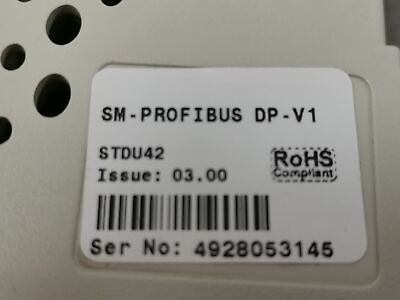 SM-PROFIBUS DP-V1
STDU42
Issue: 03.00
RoHS
Compliant
Ser No: 4928053145